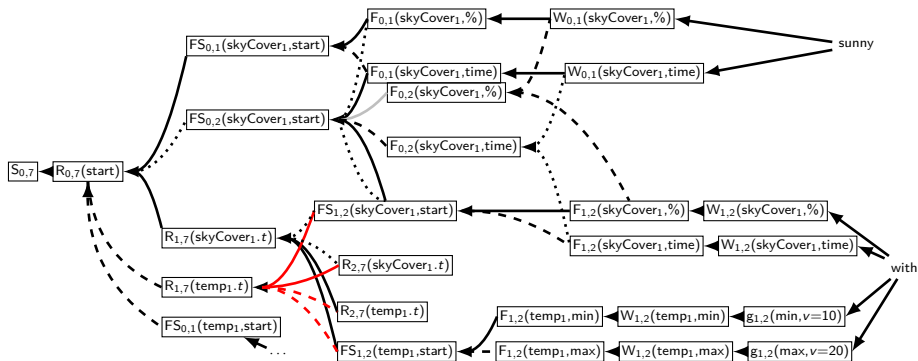 F0,1(skyCover1,%)
W0,1(skyCover1,%)
FS0,1(skyCover1,start)
sunny
F0,1(skyCover1,time)
W0,1(skyCover1,time)
F0,2(skyCover1,%)
FS0,2(skyCover1,start)
F0,2(skyCover1,time)
S0,7
R0,7(start)
FS1,2(skyCover1,start)
F1,2(skyCover1,%)
W1,2(skyCover1,%)
R1,7(skyCover1.t)
F1,2(skyCover1,time)
W1,2(skyCover1,time)
R2,7(skyCover1.t)
with
R1,7(temp1.t)
R2,7(temp1.t)
F1,2(temp1,min)
W1,2(temp1,min)
g1,2(min,v=10)
FS0,1(temp1,start)
...
FS1,2(temp1,start)
F1,2(temp1,max)
W1,2(temp1,max)
g1,2(max,v=20)